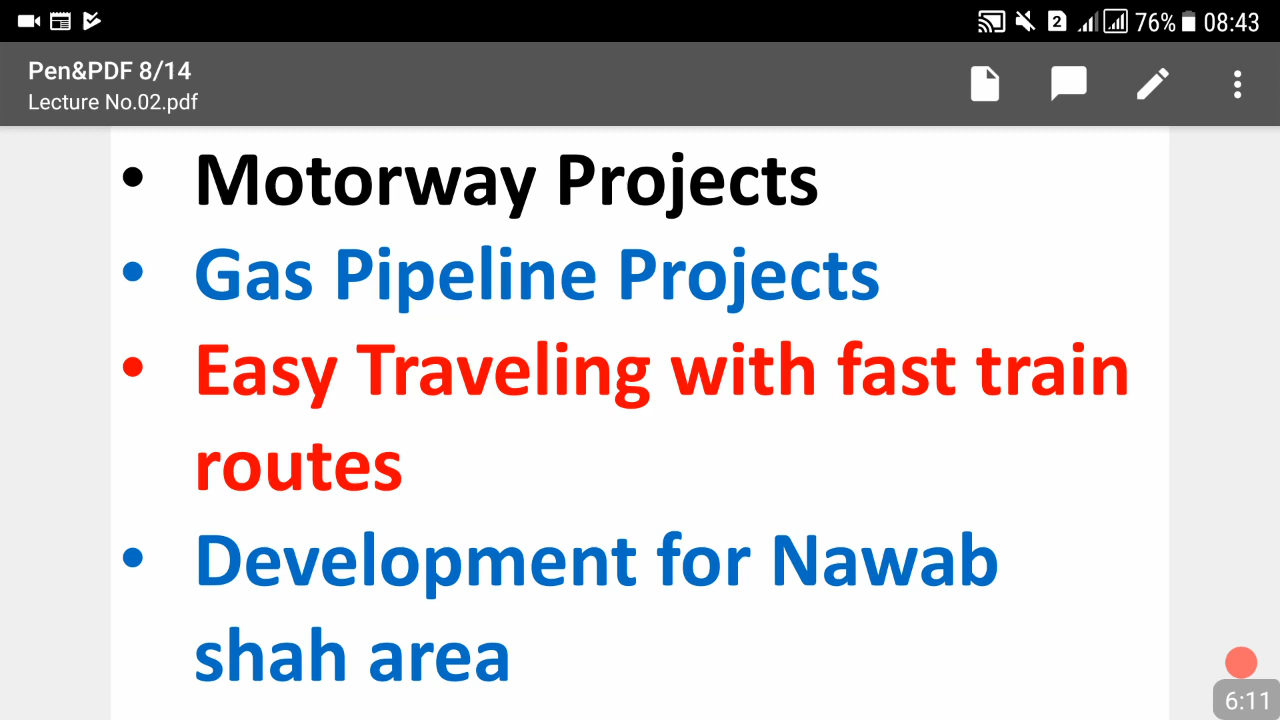 2 76% 08:43
Pen&PDF 8/14
Lecture No.02.pdf
• Motorway Projects
• Gas Pipeline Projects
• Easy Traveling with fast train
routes
• Development for Nawab
shah area
6:11